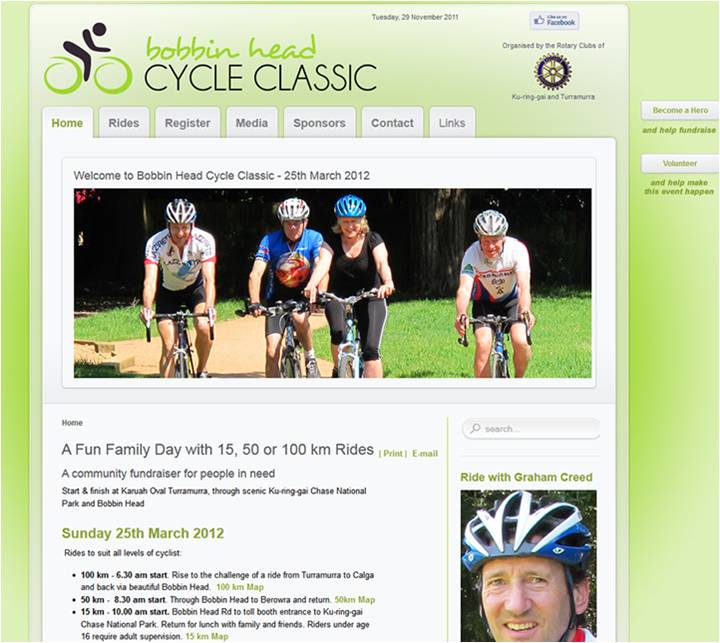 Tuesday, 29 November 2011
Like us on
Facebook
bobbin head
CYCLE CLASSIC
Organised by the Rotary Clubs of
Ku-ring-gai and Turramurra
Home
Rides
Register
Media
Sponsors
Contact
Links
Become a Hero
and help fundraise
Volunteer
and help make
this event happen
Welcome to Bobbin Head Cycle Classic - 25th March 2012
Home
A Fun Family Day with 15, 50 or 100 km Rides | Print | E-mail
A community fundraiser for people in need
Start & finish at Karuah Oval Turramurra, through scenic Ku-ring-gai Chase National
Park and Bobbin Head
Sunday 25th March 2012
Rides to suit all levels of cyclist:
• 100 km - 6.30 am start. Rise to the challenge of a ride from Turramurra to Calga
and back via beautiful Bobbin Head. 100 km Map
• 50 km - 8.30 am start. Through Bobbin Head to Berowra and return. 50km Map
• 15 km - 10.00 am start. Bobbin Head Rd to toll booth entrance to Ku-ring-gai
Chase National Park. Return for lunch with family and friends. Riders under age
16 require adult supervision. 15 km Map
search...
Ride with Graham Creed